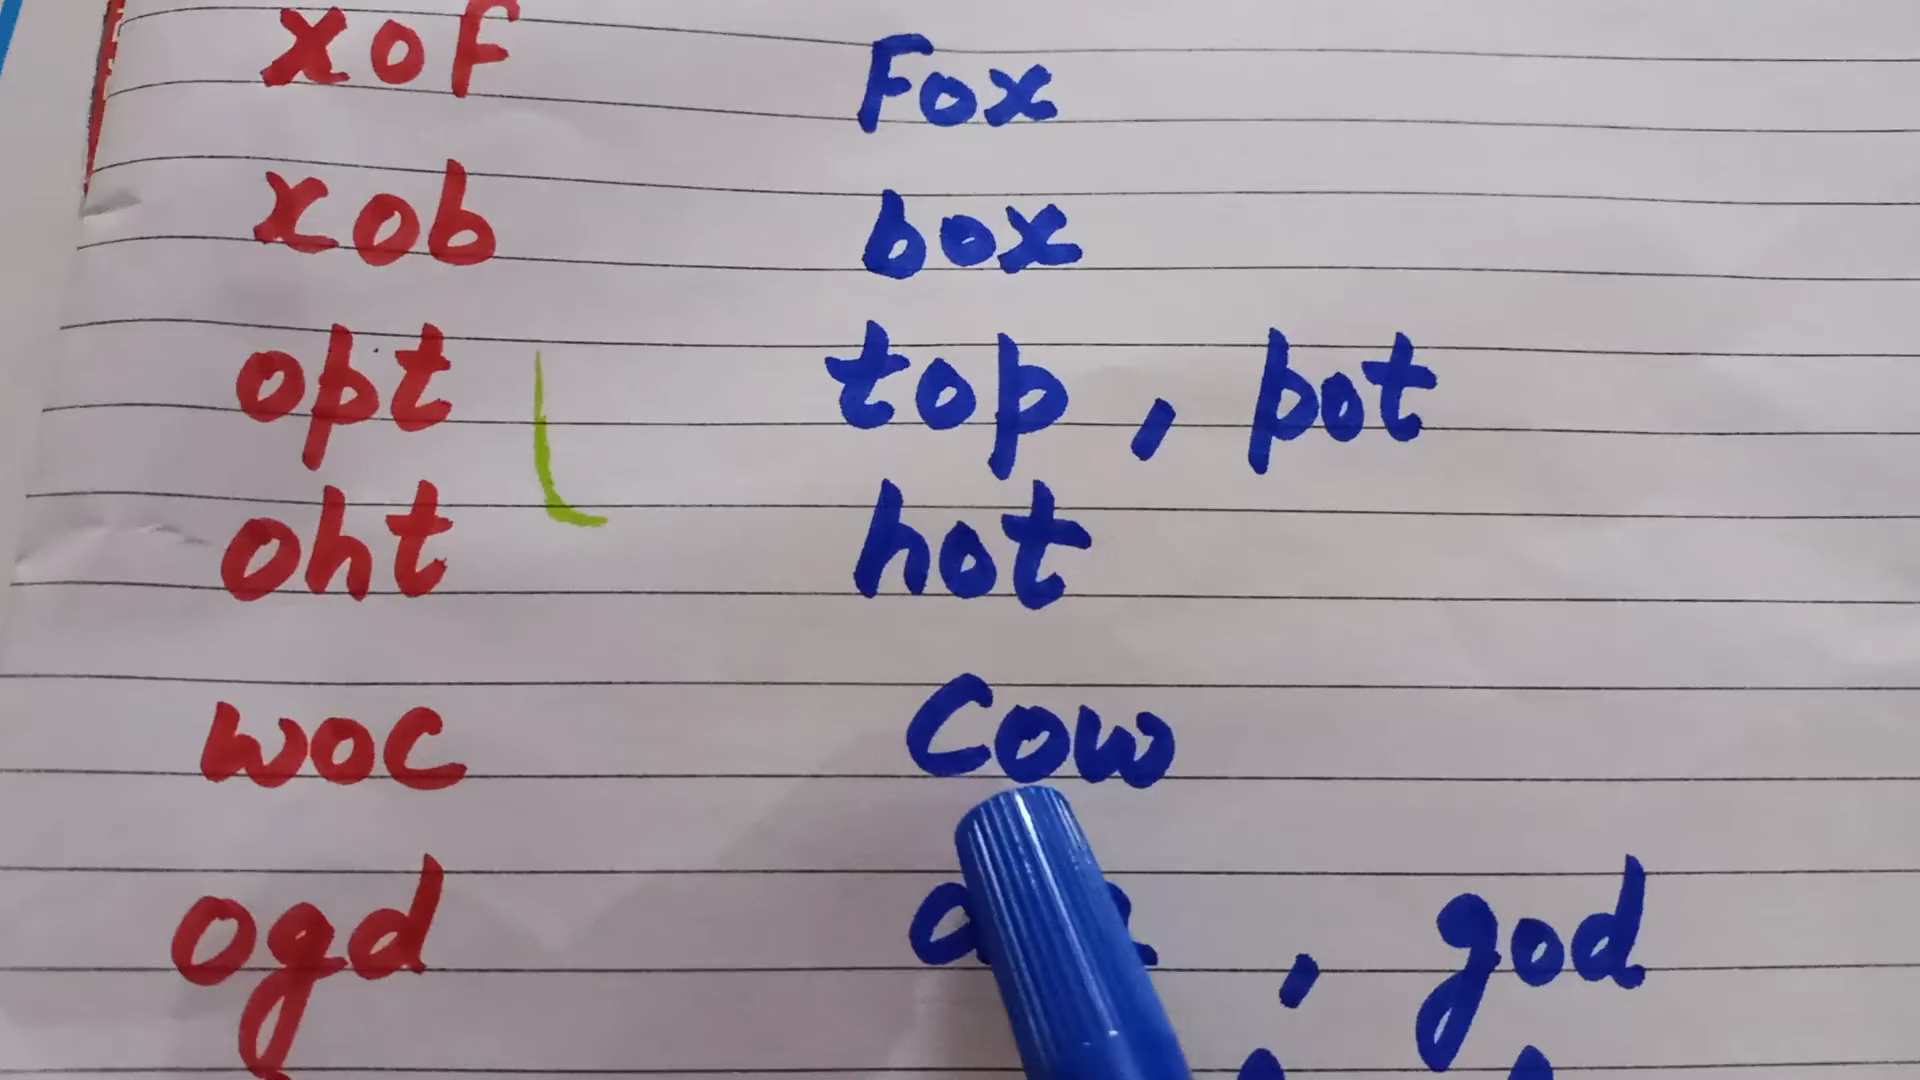 xof Fox
xob box
opt top, pot
oht hot
woc Cow
ogd , god